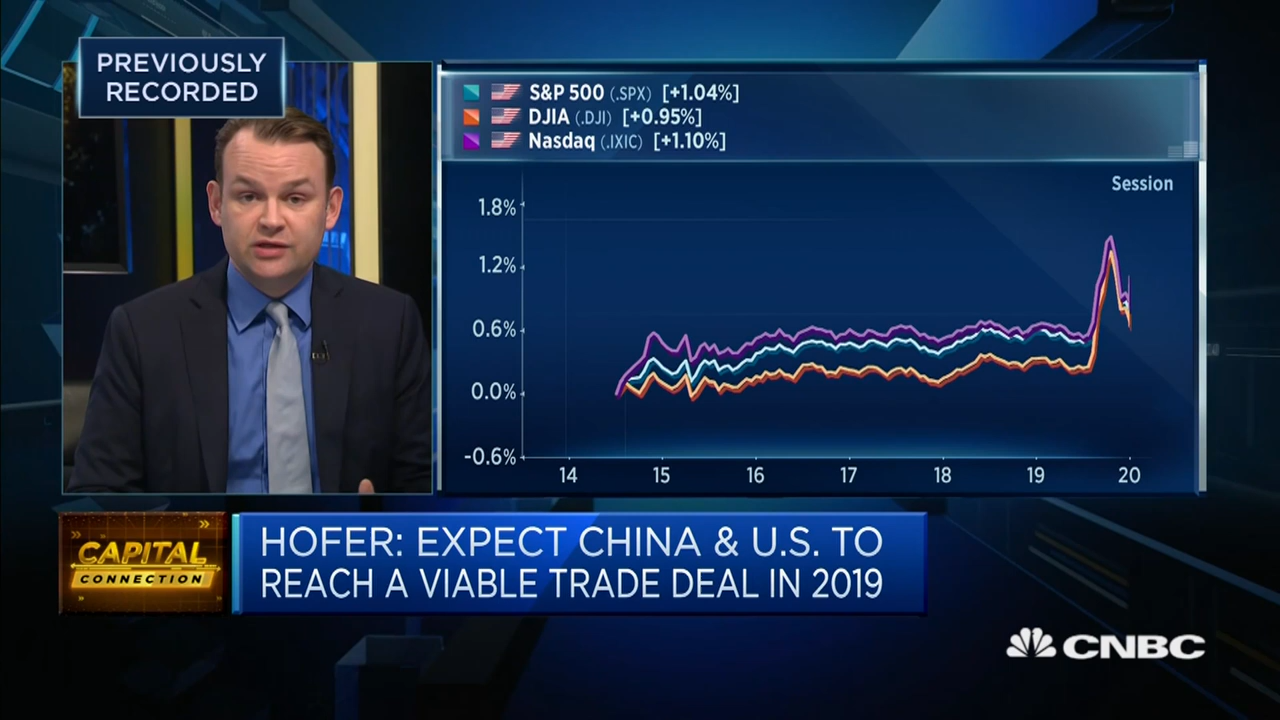 PREVIOUSLY
RECORDED
S&P 500 (.SPX) [+1.04%]
DJIA (.DJI) [+0.95%]
Nasdaq (.IXIC) [+1.10%]
Session
1.8%
1.2%
0.6%
0.0%
-0.6%
14 15 16 17 18 19 20
CAPITAL
CONNECTION
HOFER: EXPECT CHINA & U.S. TO
REACH A VIABLE TRADE DEAL IN 2019
CNBC